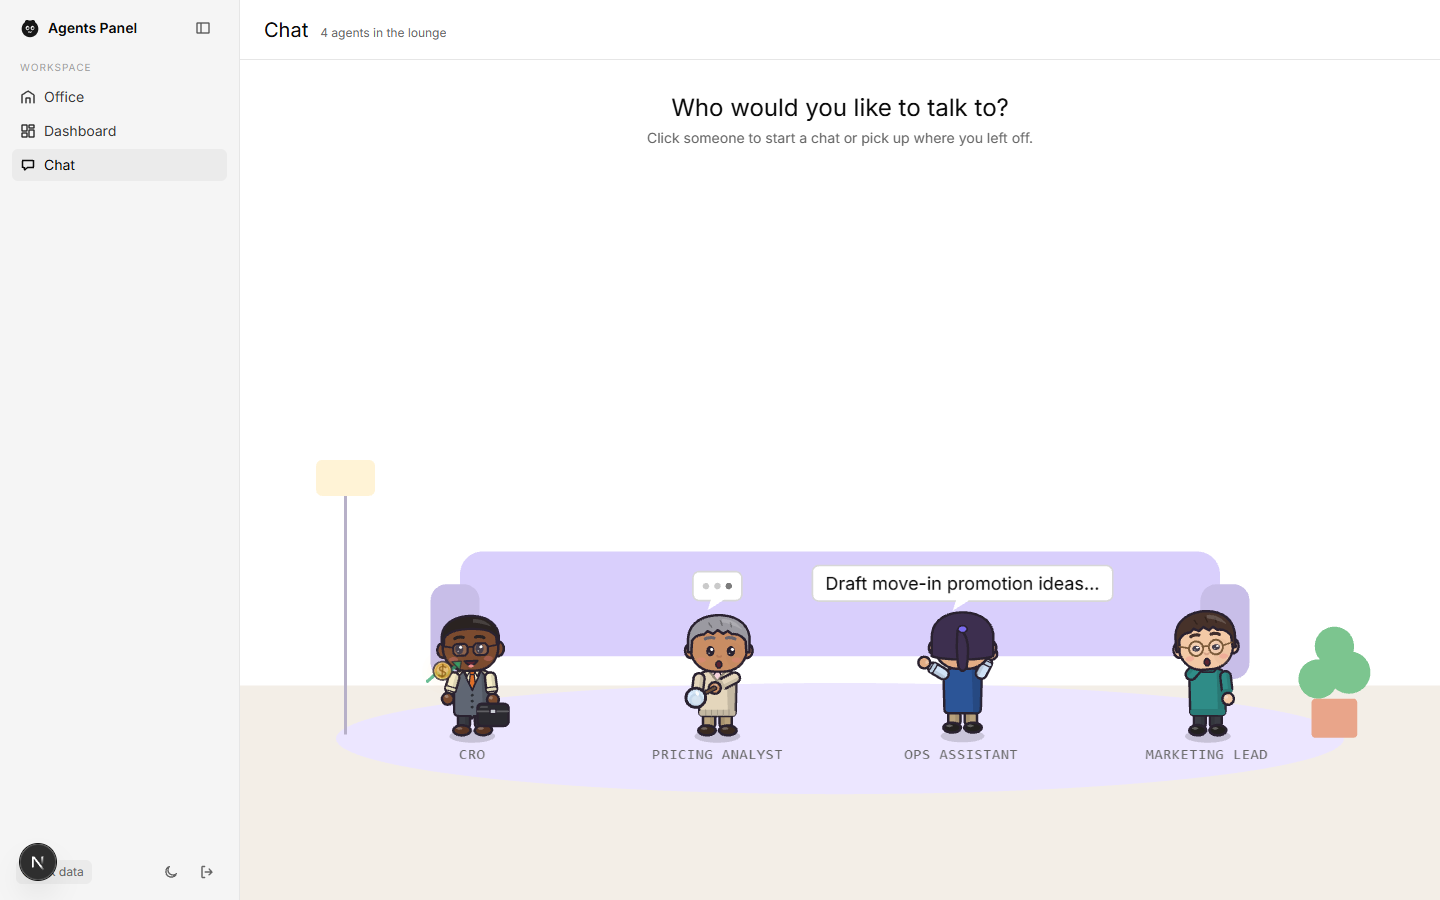 Agents Panel
WORKSPACE
Office
Dashboard
Chat
Chat
4 agents in the lounge
Who would you like to talk to?
Click someone to start a chat or pick up where you left off.
Draft move-in promotion ideas...
$
CRO
PRICING ANALYST
OPS ASSISTANT
MARKETING LEAD
N
data